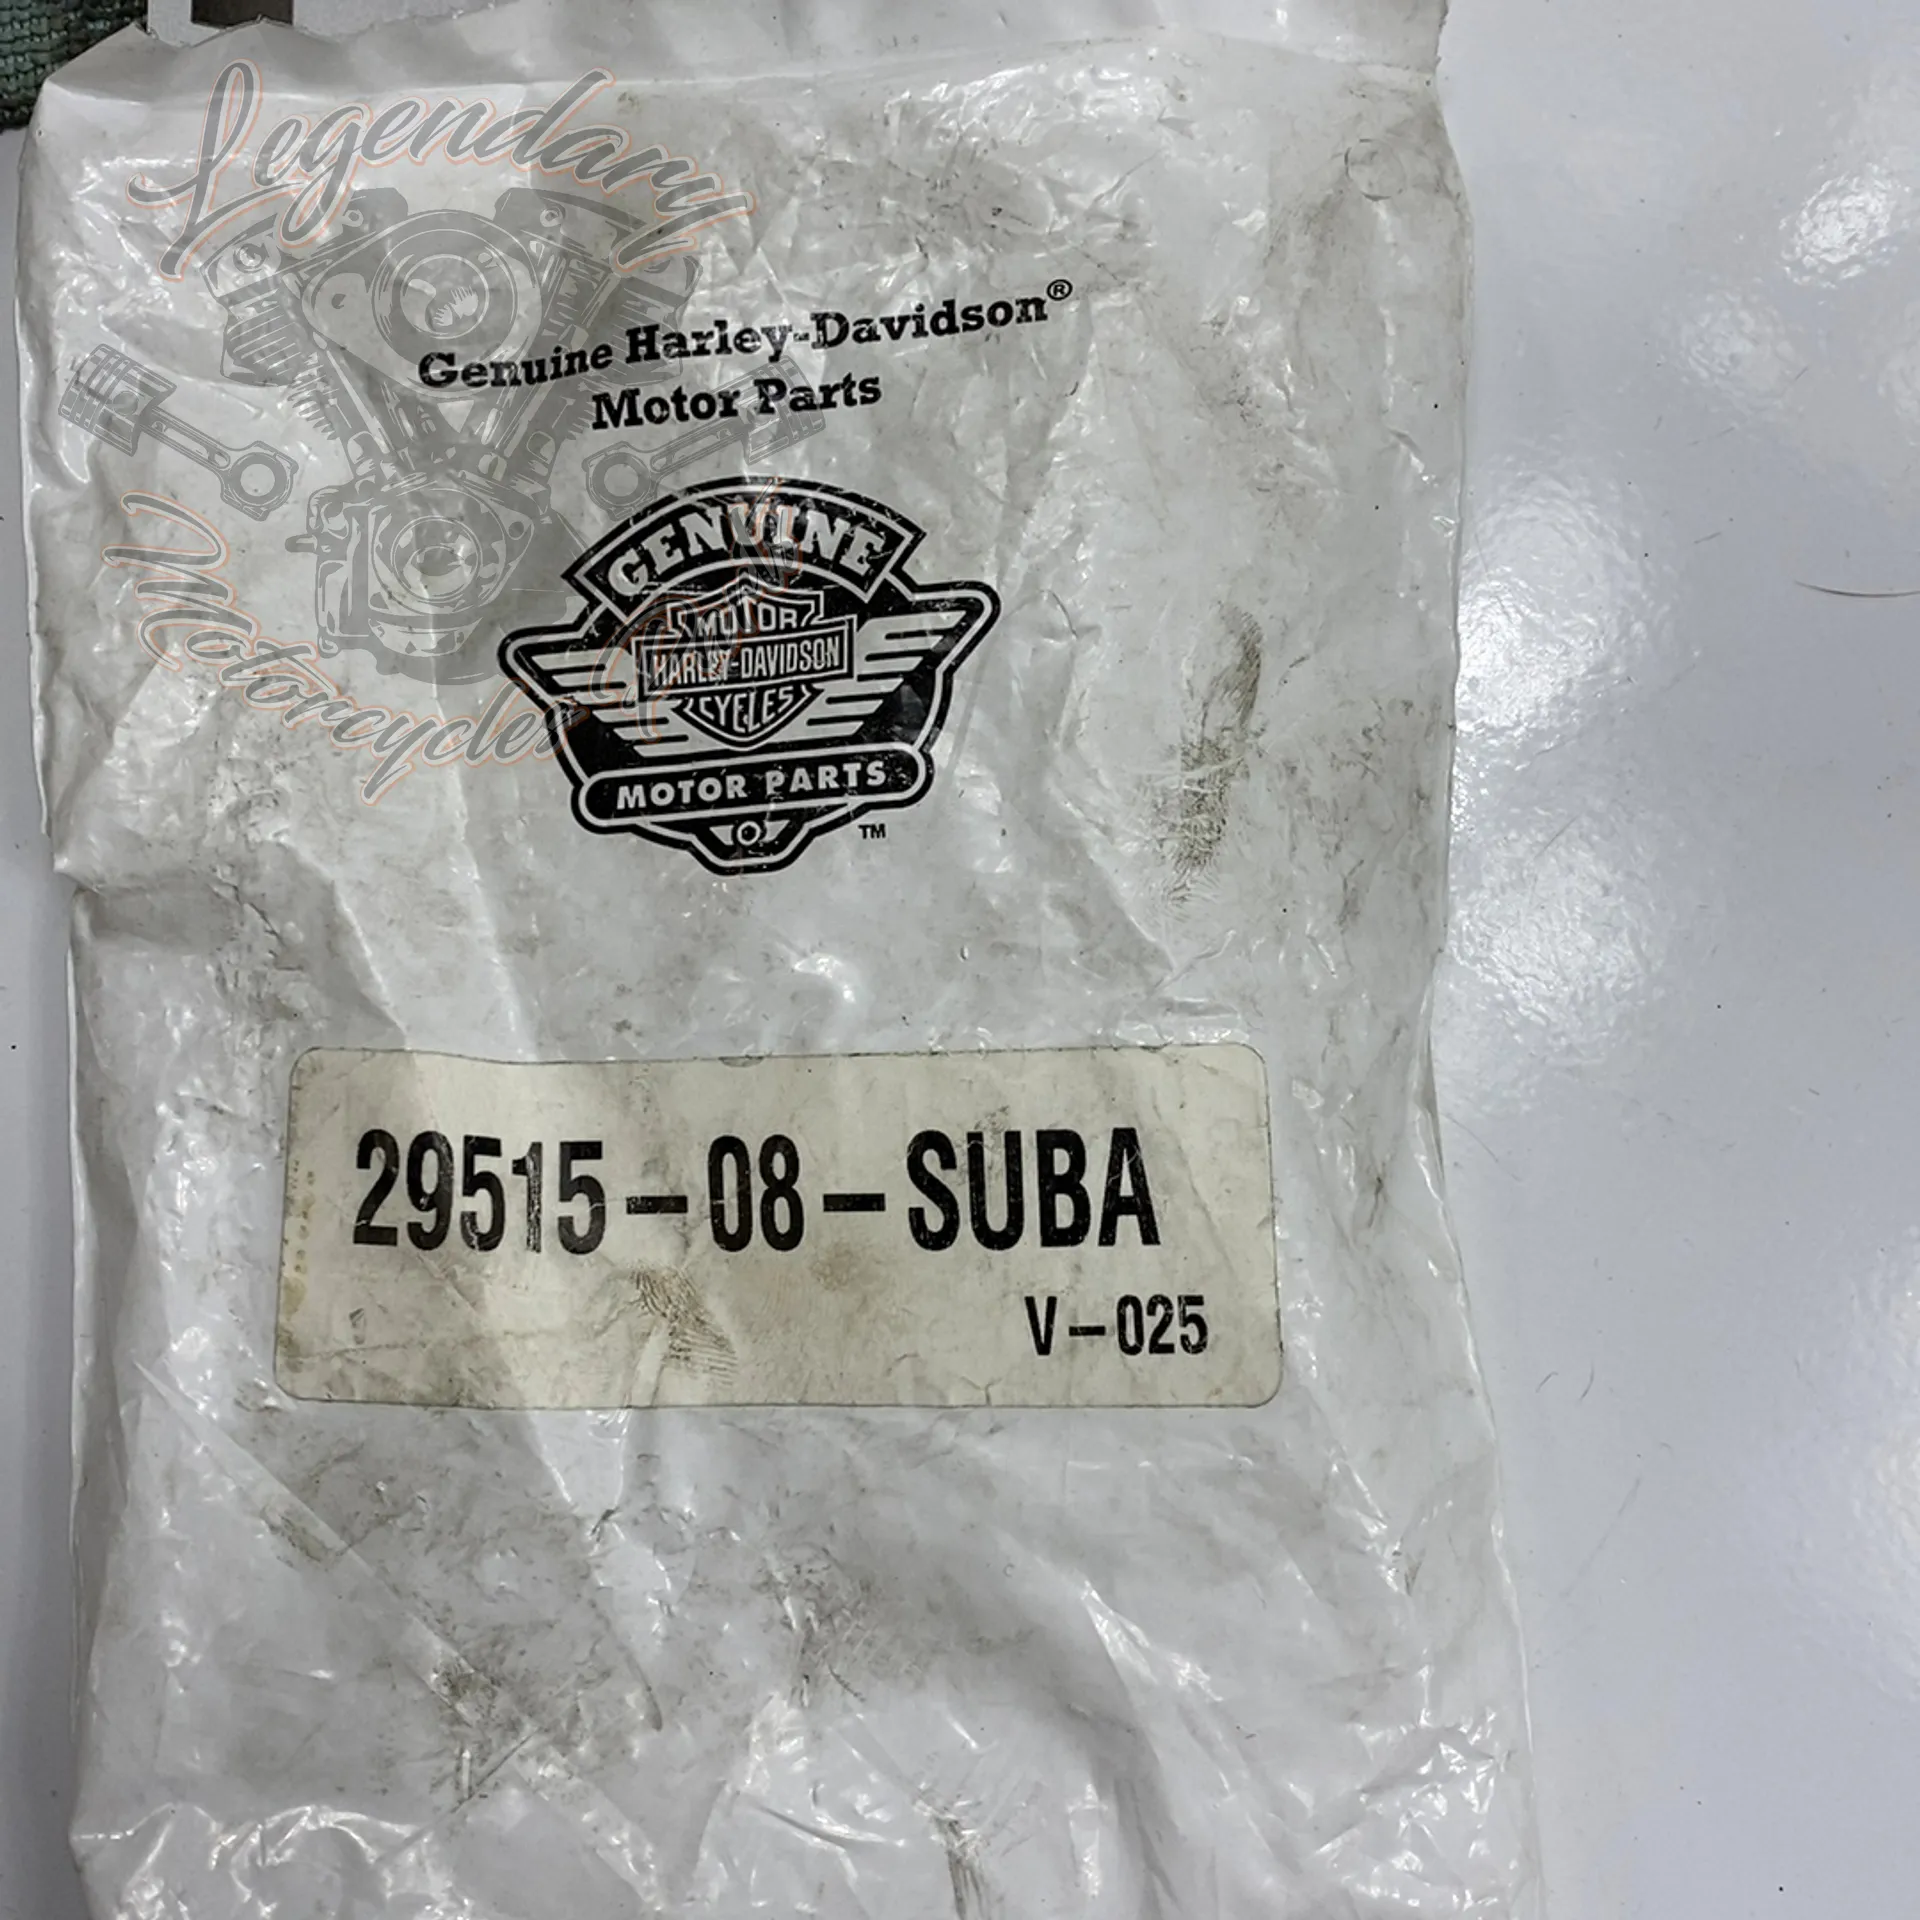 Legendary
Genuine Harley-Davidson®
Motor Parts
GENUINE
MOTOR
HARLEY-DAVIDSON
CYCLES
MOTOR PARTS
TM
Motorcycles
29515-08-SUBA
V-025